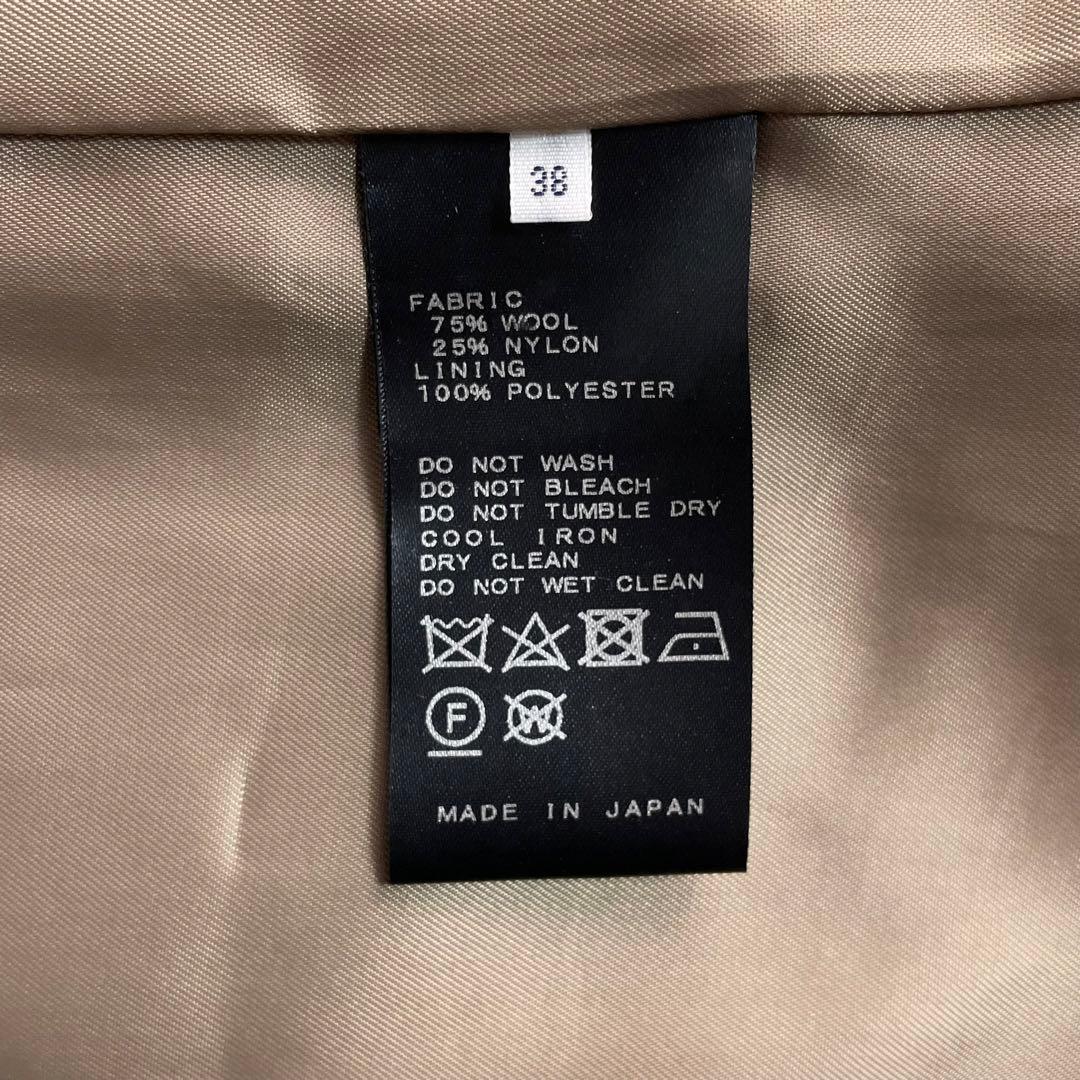 38
FABRIC
75% WOOL
25% NYLON
LINING
100% POLYESTER
DO NOT WASH
DO NOT BLEACH
DO NOT TUMBLE DRY
COOL IRON
DRY CLEAN
DO NOT WET CLEAN
F W
MADE IN JAPAN